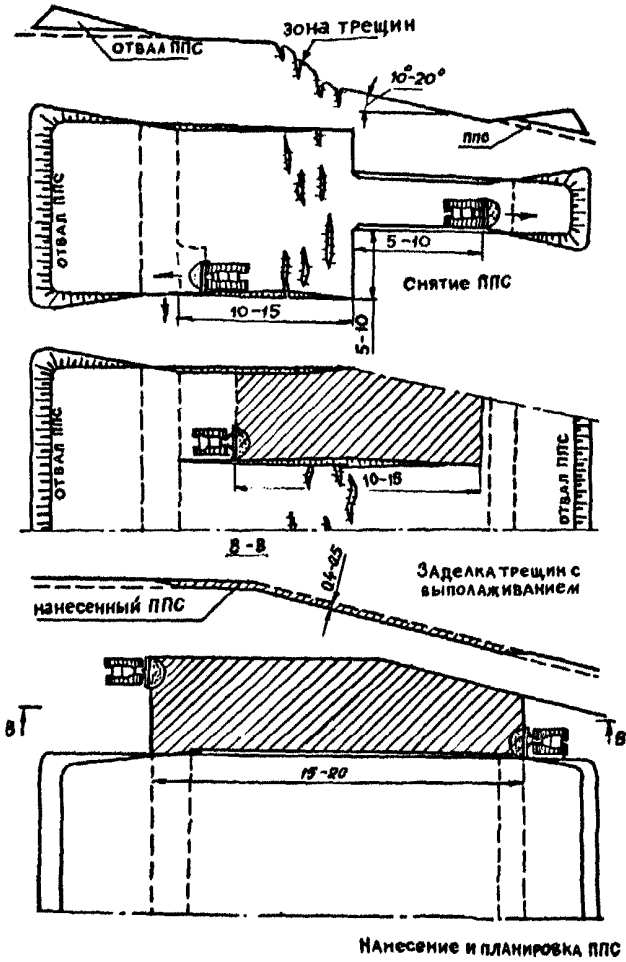 зона трещин
отвал ППС
10°-20°
ппс
отвал ППС
5-10
Снятие ППС
10-15
5-10
отвал ППС
10-15
отвал ППС
В-В
Заделка трещин с
выполаживанием
0,4-0,5
нанесенный ППС
В
В
15-20
Нанесение и планировка ППС